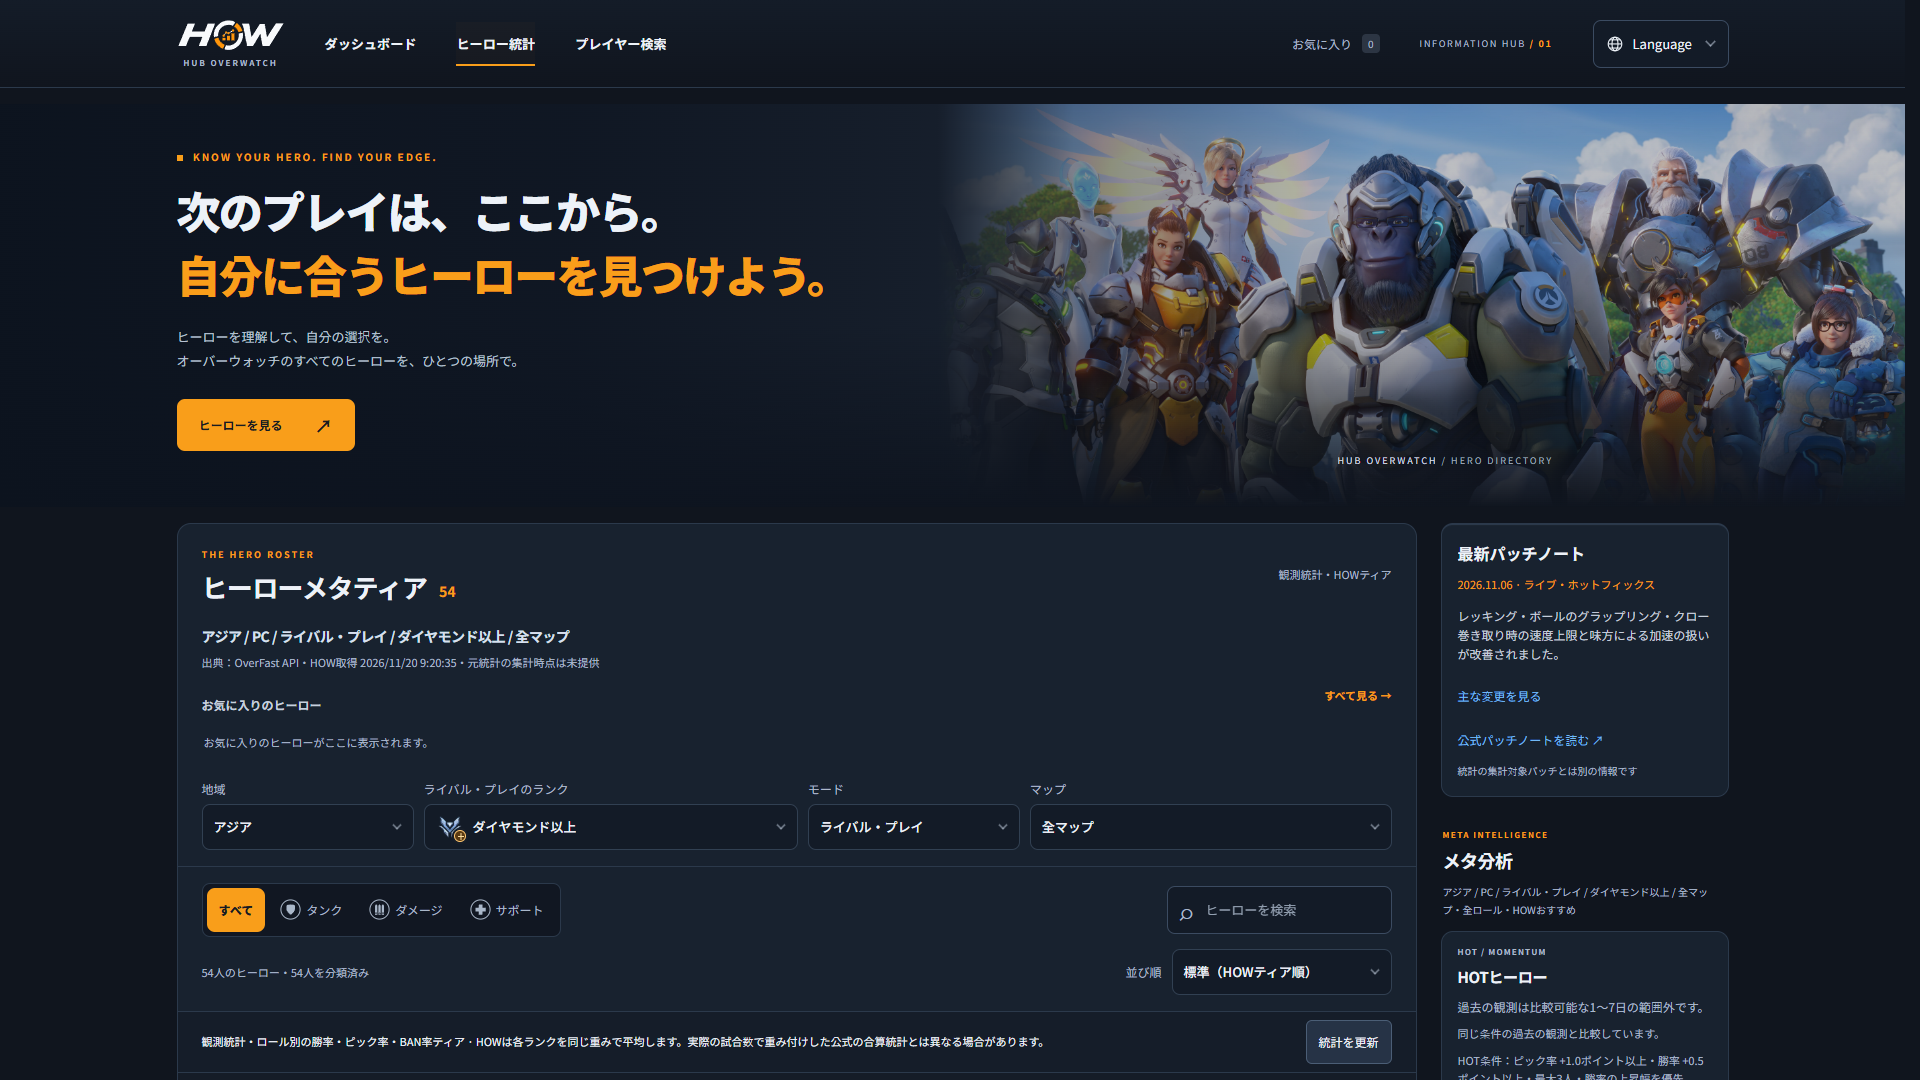 HOW
HUB OVERWATCH
ダッシュボード
ヒーロー統計
プレイヤー検索
お気に入り 0
INFORMATION HUB / 01
Language
KNOW YOUR HERO. FIND YOUR EDGE.
次のプレイは、ここから。
自分に合うヒーローを見つけよう。
ヒーローを理解して、自分の選択を。
オーバーウォッチのすべてのヒーローを、ひとつの場所で。
ヒーローを見る ↗
HUB OVERWATCH / HERO DIRECTORY
THE HERO ROSTER
ヒーローメタティア 54
観測統計・HOWティア
アジア / PC / ライバル・プレイ / ダイヤモンド以上 / 全マップ
出典：OverFast API・HOW取得 2026/11/20 9:20:35・元統計の集計時点は未提供
お気に入りのヒーロー
すべて見る →
お気に入りのヒーローがここに表示されます。
地域
ライバル・プレイのランク
モード
マップ
アジア
ダイヤモンド以上
ライバル・プレイ
全マップ
すべて
タンク
ダメージ
サポート
ヒーローを検索
54人のヒーロー・54人を分類済み
並び順
標準（HOWティア順）
観測統計・ロール別の勝率・ピック率・BAN率ティア · HOWは各ランクを同じ重みで平均します。実際の試合数で重み付けした公式の合算統計とは異なる場合があります。
統計を更新
最新パッチノート
2026.11.06 · ライブ・ホットフィックス
レッキング・ボールのグラップリング・クロー
巻き取り時の速度上限と味方による加速の扱い
が改善されました。
主な変更を見る
公式パッチノートを読む ↗
統計の集計対象パッチとは別の情報です
META INTELLIGENCE
メタ分析
アジア / PC / ライバル・プレイ / ダイヤモンド以上 / 全マッ
プ・全ロール・HOWおすすめ
HOT / MOMENTUM
HOTヒーロー
過去の観測は比較可能な1〜7日の範囲外です。
同じ条件の過去の観測と比較しています。
HOT条件：ピック率 +1.0ポイント以上・勝率 +0.5
ポイント以上・最大3人・勝率の上昇幅を優先